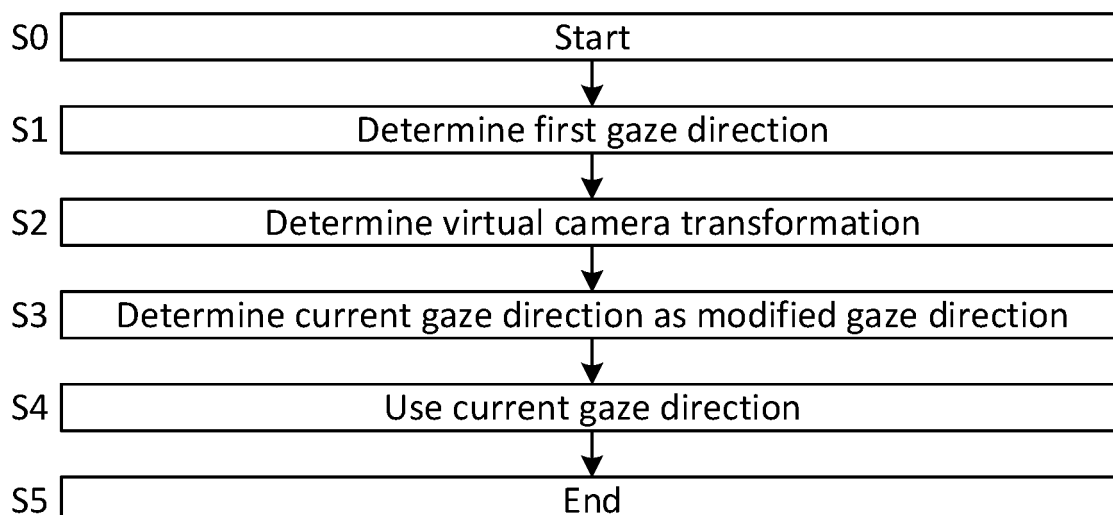 S0 Start
S1 Determine first gaze direction
S2 Determine virtual camera transformation
S3 Determine current gaze direction as modified gaze direction
S4 Use current gaze direction
S5 End